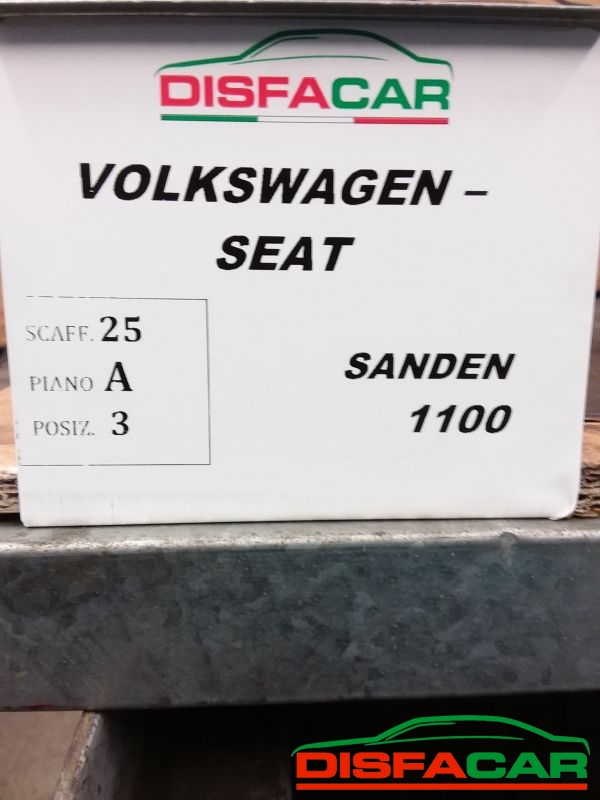 DISFACAR
VOLKSWAGEN –
SEAT
SCAFF. 25
PIANO A
POSIZ. 3
SANDEN
1100
DISFACAR